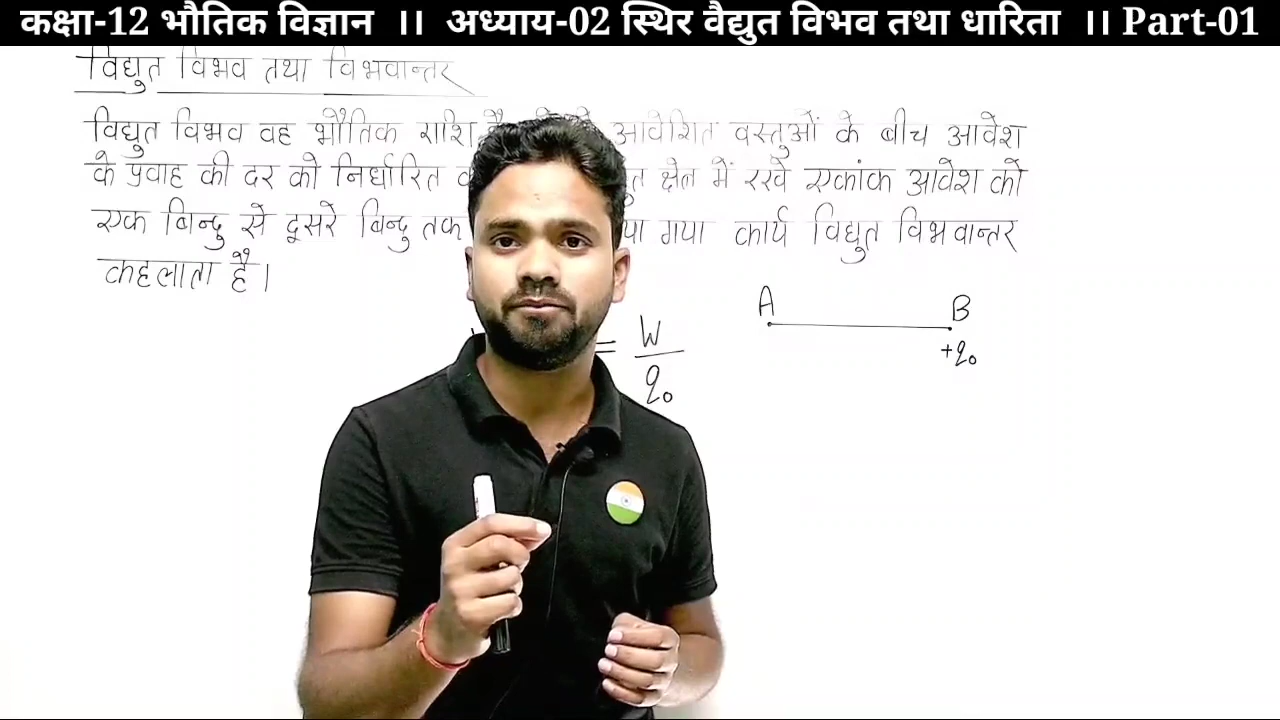 कक्षा-12 भौतिक विज्ञान ।। अध्याय-02 स्थिर वैद्युत विभव तथा धारिता ।। Part-01
विद्युत विभव तथा विभवान्तर
विद्युत विभव वह भौतिक राशि आवेशित वस्तुओं के बीच आवेश
के प्रवाह की दर को निर्धारित क्षेत्र में रखे एकांक आवेश को
एक बिन्दु से दूसरे बिन्दु तक गया कार्य विद्युत विभवान्तर
कहलाता है।
A B
= W
q₀
+q₀